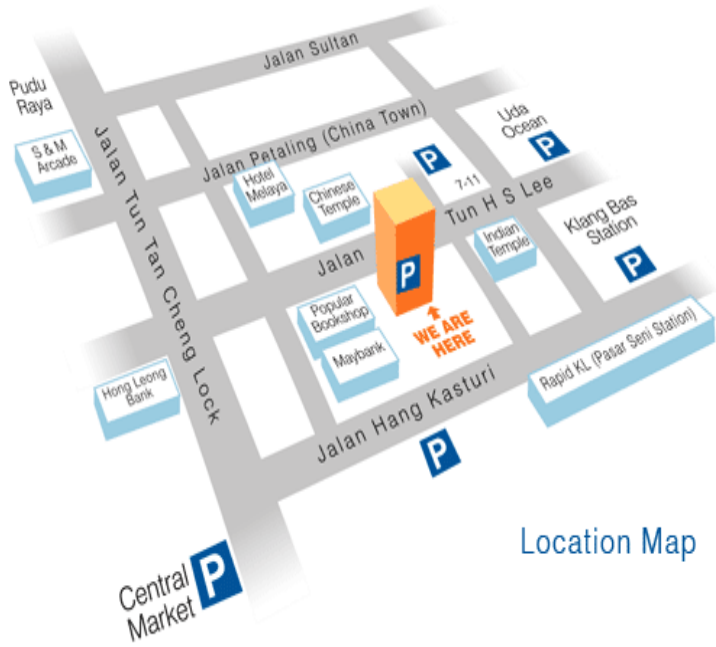 Jalan Sultan
Pudu
Raya
S & M
Arcade
Jalan Petaling (China Town)
Uda
Ocean
P
P
7-11
Hotel
Melaya
Chinese
Temple
Jalan Tun Tan Cheng Lock
Jalan Tun H S Lee
Indian
Temple
Klang Bas
Station
P
P
Popular
Bookshop
WE ARE
HERE
Maybank
Rapid KL (Pasar Seni Station)
Hong Leong
Bank
Jalan Hang Kasturi
P
Location Map
Central
Market
P